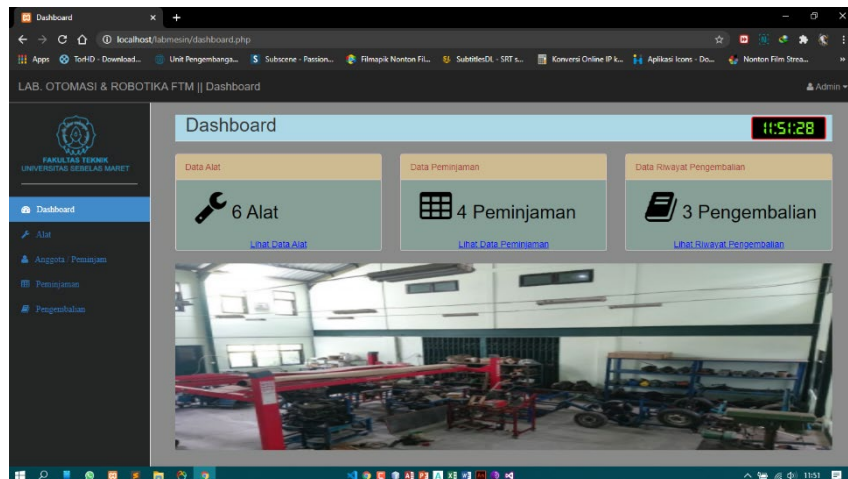 Dashboard
localhost/labmesin/dashboard.php
Apps
TorHD - Download...
Unit Pengembanga...
Subscene - Passion...
Filmapik Nonton Fil...
SubtitlesDL - SRT s...
Konversi Online IP k...
Aplikasi Icons - Do...
Nonton Film Strea...
LAB. OTOMASI & ROBOTIKA FTM || Dashboard
Admin
FAKULTAS TEKNIK
UNIVERSITAS SEBELAS MARET
Dashboard
Alat
Anggota / Peminjam
Peminjaman
Pengembalian
Dashboard
11:51:28
Data Alat
6 Alat
Lihat Data Alat
Data Peminjaman
4 Peminjaman
Lihat Data Peminjaman
Data Riwayat Pengembalian
3 Pengembalian
Lihat Riwayat Pengembalian
11:51